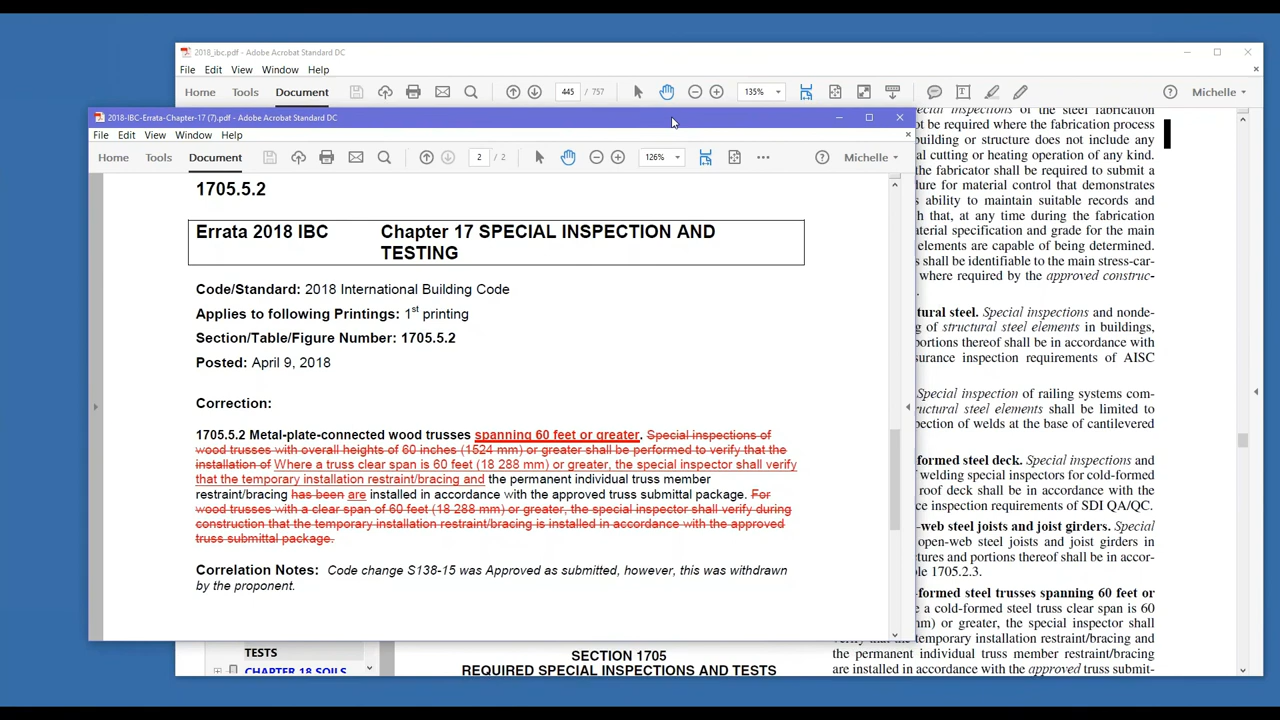 2018_ibc.pdf - Adobe Acrobat Standard DC
File Edit View Window Help
Home Tools Document 445 / 757 135% Michelle
2018-IBC-Errata-Chapter-17 (7).pdf - Adobe Acrobat Standard DC
File Edit View Window Help
Home Tools Document 2 / 2 126% Michelle
1705.5.2
Errata 2018 IBC Chapter 17 SPECIAL INSPECTION AND
TESTING
Code/Standard: 2018 International Building Code
Applies to following Printings: 1st printing
Section/Table/Figure Number: 1705.5.2
Posted: April 9, 2018
Correction:
1705.5.2 Metal-plate-connected wood trusses spanning 60 feet or greater. Special inspections of
wood trusses with overall heights of 60 inches (1524 mm) or greater shall be performed to verify that the
installation of Where a truss clear span is 60 feet (18 288 mm) or greater, the special inspector shall verify
that the temporary installation restraint/bracing and the permanent individual truss member
restraint/bracing has been are installed in accordance with the approved truss submittal package. For
wood trusses with a clear span of 60 feet (18 288 mm) or greater, the special inspector shall verify during
construction that the temporary installation restraint/bracing is installed in accordance with the approved
truss submittal package.
Correlation Notes: Code change S138-15 was Approved as submitted, however, this was withdrawn
by the proponent.
TESTS
CHAPTER 18 SOILS
SECTION 1705
REQUIRED SPECIAL INSPECTIONS AND TESTS
inspections of the steel fabrication
ot be required where the fabrication process
building or structure does not include any
al cutting or heating operation of any kind.
the fabricator shall be required to submit a
ure for material control that demonstrates
s ability to maintain suitable records and
h that, at any time during the fabrication
aterial specification and grade for the main
elements are capable of being determined.
s shall be identifiable to the main stress-car-
where required by the approved construc-
tural steel. Special inspections and nonde-
g of structural steel elements in buildings,
portions thereof shall be in accordance with
surance inspection requirements of AISC
Special inspection of railing systems com-
ructural steel elements shall be limited to
pection of welds at the base of cantilevered
formed steel deck. Special inspections and
welding special inspectors for cold-formed
roof deck shall be in accordance with the
ce inspection requirements of SDI QA/QC.
-web steel joists and joist girders. Special
open-web steel joists and joist girders in
ctures and portions thereof shall be in accor-
le 1705.2.3.
-formed steel trusses spanning 60 feet or
e a cold-formed steel truss clear span is 60
nm) or greater, the special inspector shall
verify that the temporary installation restraint/bracing and
the permanent individual truss member restraint/bracing
are installed in accordance with the approved truss submit-